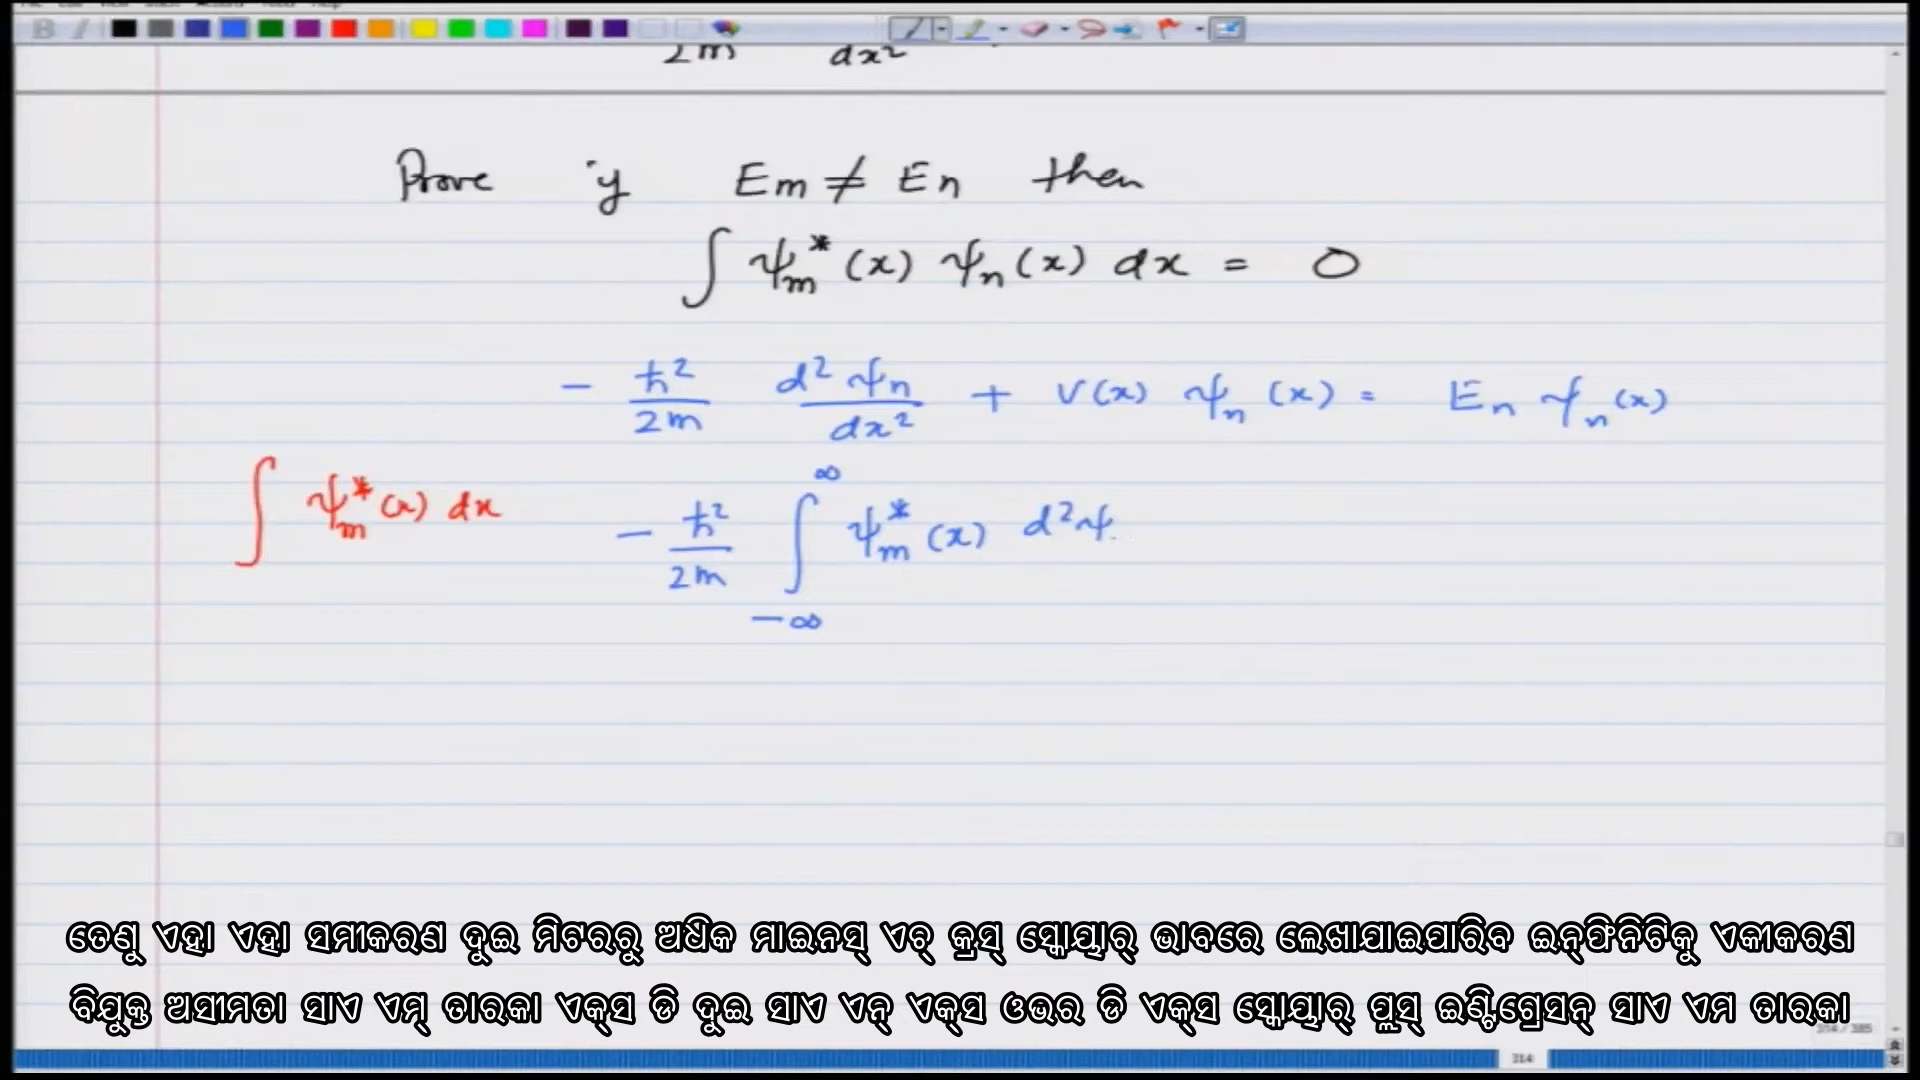 2m dx²
Prove if Em ≠ En then
∫ ψm*(x) ψn(x) dx = 0
- ħ²/2m d²ψn/dx² + V(x) ψn(x) = En ψn(x)
∫ ψm*(x) dx - ħ²/2m ∫_{-∞}^{∞} ψm*(x) d²ψ
ତେଣୁ ଏହା ଏହା ସମୀକରଣ ଦୁଇ ମିଟରରୁ ଅଧିକ ମାଇନସ୍ ଏଚ୍ କ୍ରସ୍ ସ୍କୋୟାର୍ ଭାବରେ ଲେଖାଯାଇପାରିବ ଇନ୍‌ଫିନିଟିକୁ ଏକୀକରଣ
ବିଯୁକ୍ତ ଅସୀମତା ସାଏ ଏମ୍ ତାରକା ଏକ୍ସ ଡି ଦୁଇ ସାଏ ଏନ୍ ଏକ୍ସ ଓଭର ଡି ଏକ୍ସ ସ୍କୋୟାର୍ ପ୍ଲସ୍ ଇଣ୍ଟିଗ୍ରେସନ୍ ସାଏ ଏମ ତାରକା
314